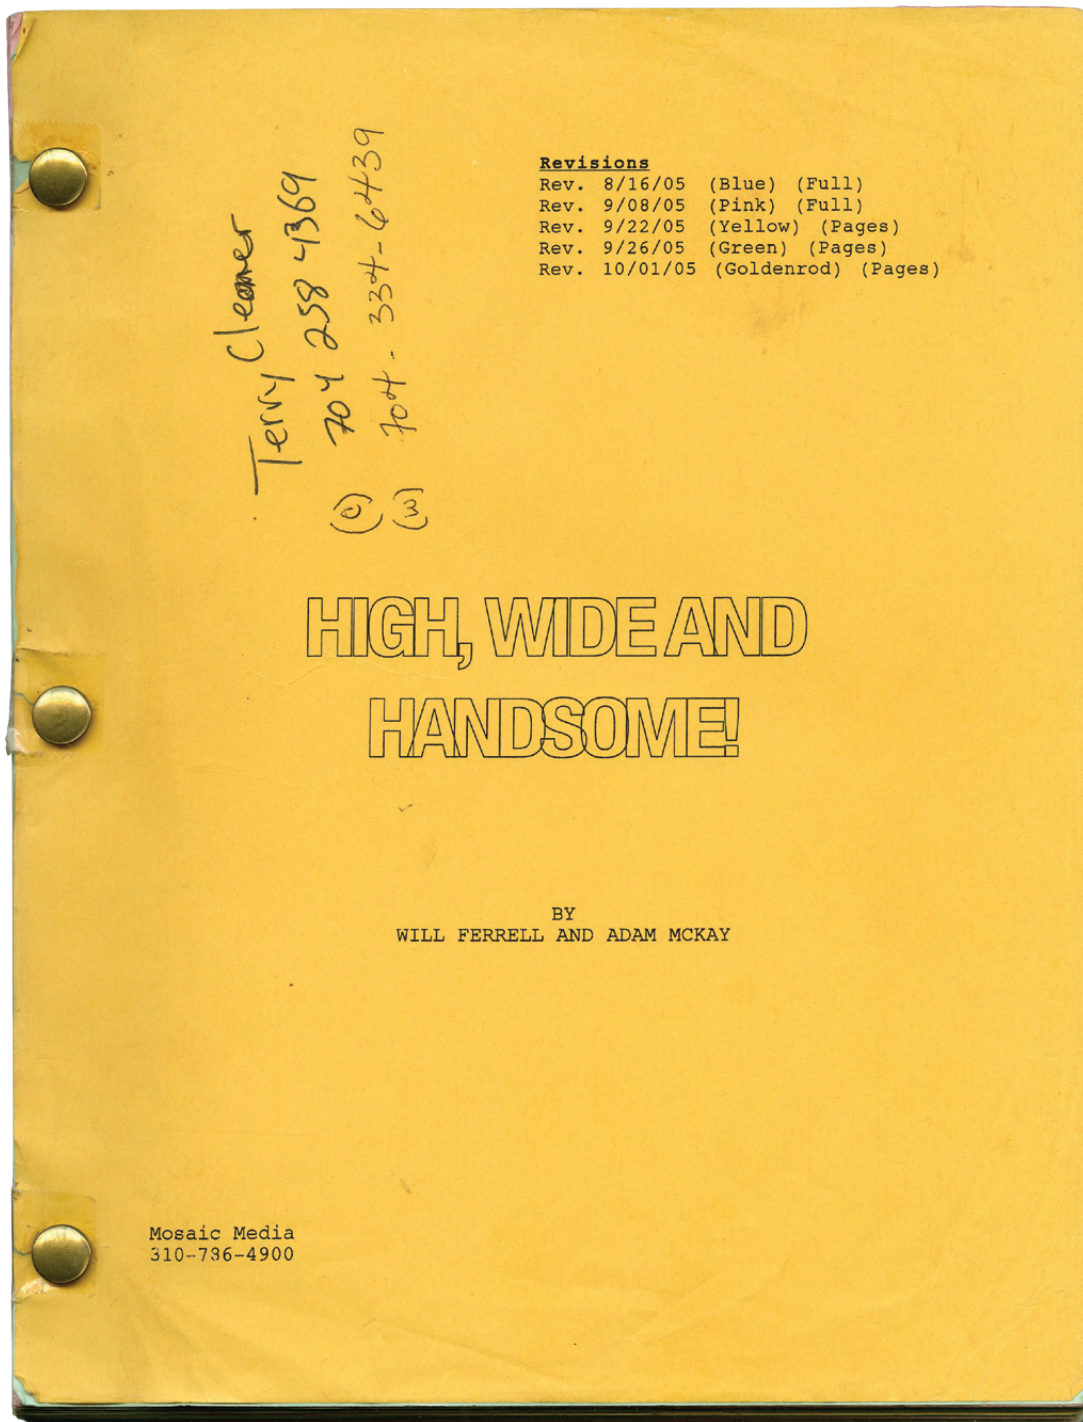 Revisions
Rev. 8/16/05 (Blue) (Full)
Rev. 9/08/05 (Pink) (Full)
Rev. 9/22/05 (Yellow) (Pages)
Rev. 9/26/05 (Green) (Pages)
Rev. 10/01/05 (Goldenrod) (Pages)
Terry
704 258 4369
(w) 704-334-6439
HIGH, WIDE AND
HANDSOME!
BY
WILL FERRELL AND ADAM MCKAY
Mosaic Media
310-736-4900